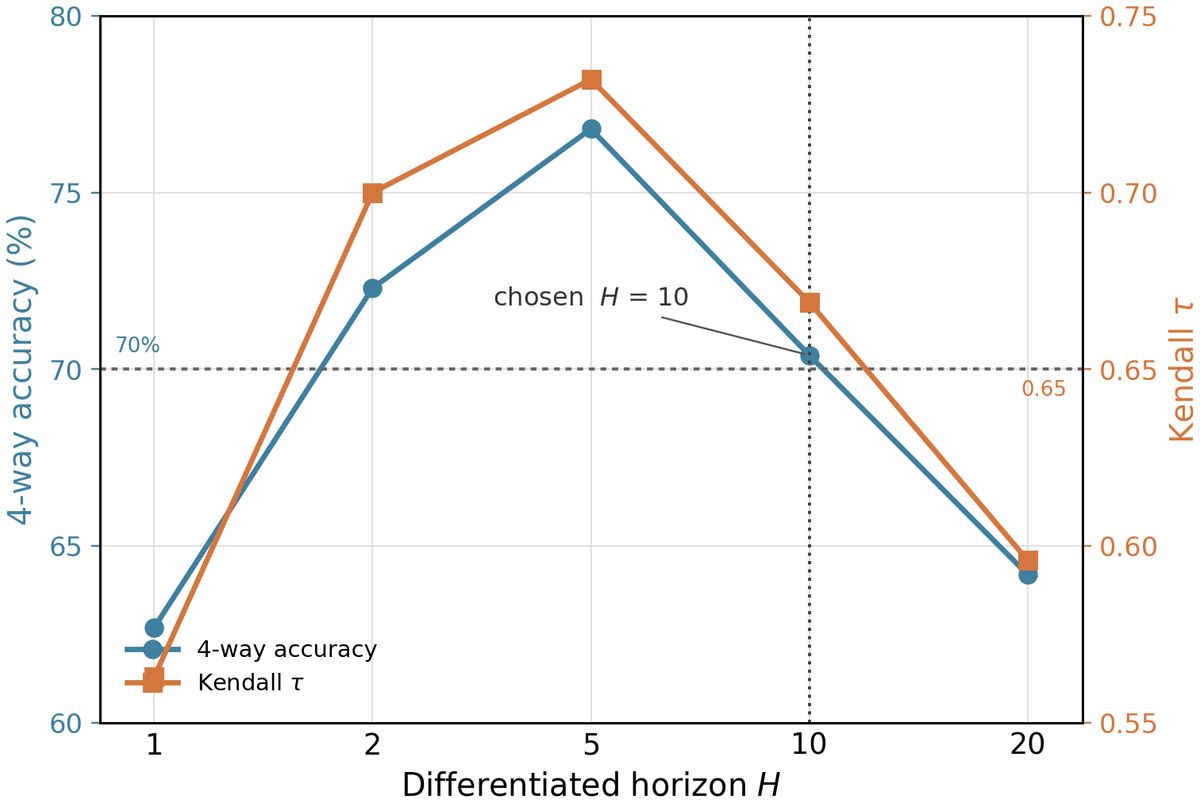 80
75
70
65
60
4-way accuracy (%)
0.75
0.70
0.65
0.60
0.55
Kendall τ
70%
chosen H = 10
0.65
4-way accuracy
Kendall τ
1 2 5 10 20
Differentiated horizon H